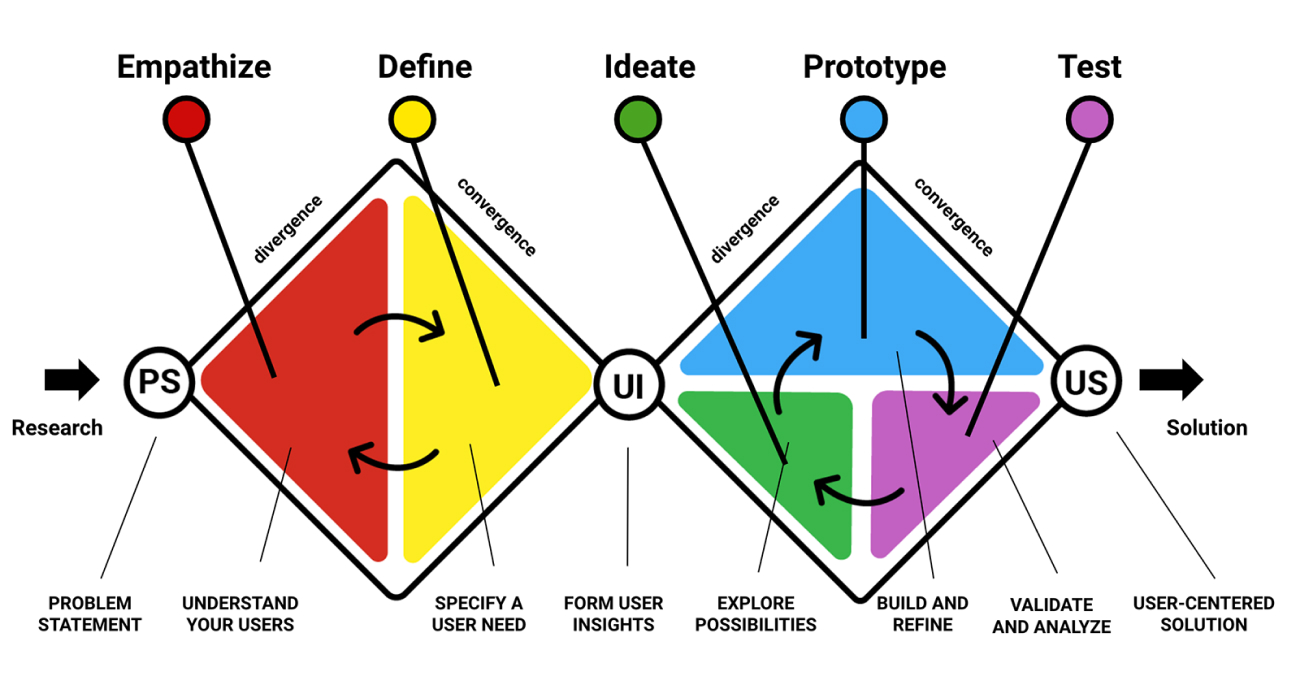 Empathize
Define
Ideate
Prototype
Test
divergence
convergence
divergence
convergence
PS
UI
US
Research
Solution
PROBLEM
STATEMENT
UNDERSTAND
YOUR USERS
SPECIFY A
USER NEED
FORM USER
INSIGHTS
EXPLORE
POSSIBILITIES
BUILD AND
REFINE
VALIDATE
AND ANALYZE
USER-CENTERED
SOLUTION